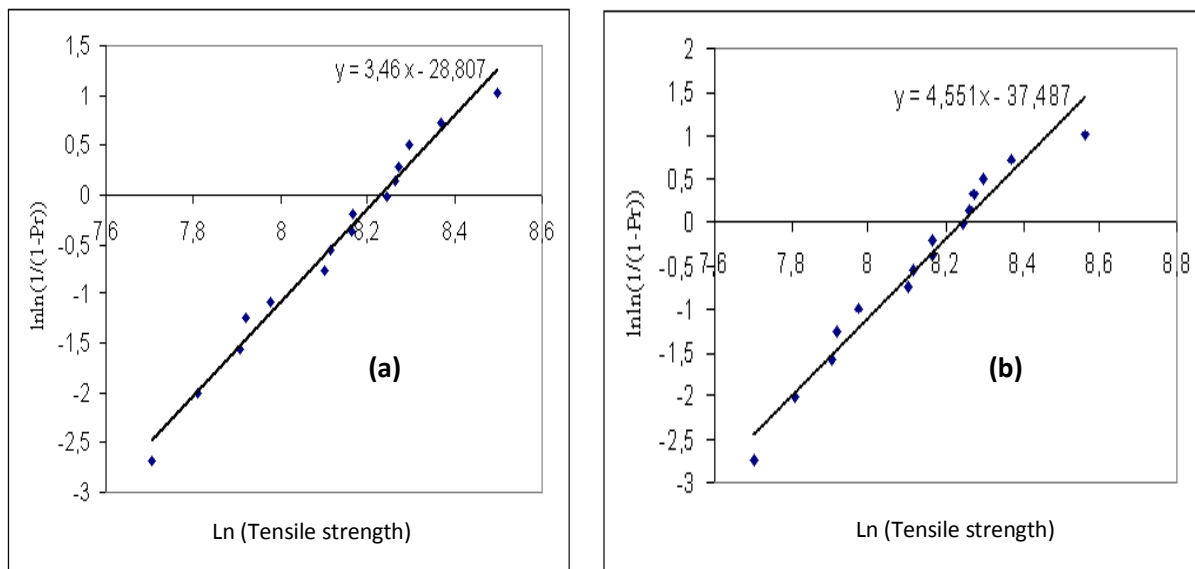 1,5
1
0,5
0
-0,5
-1
-1,5
-2
-2,5
-3
7,6 7,8 8 8,2 8,4 8,6
y = 3,46 x - 28,807
lnln(1/(1-Pr))
(a)
Ln (Tensile strength)
2
1,5
1
0,5
0
-0,5
-1
-1,5
-2
-2,5
-3
7,6 7,8 8 8,2 8,4 8,6 8,8
y = 4,551x - 37,487
lnln(1/(1-Pr))
(b)
Ln (Tensile strength)